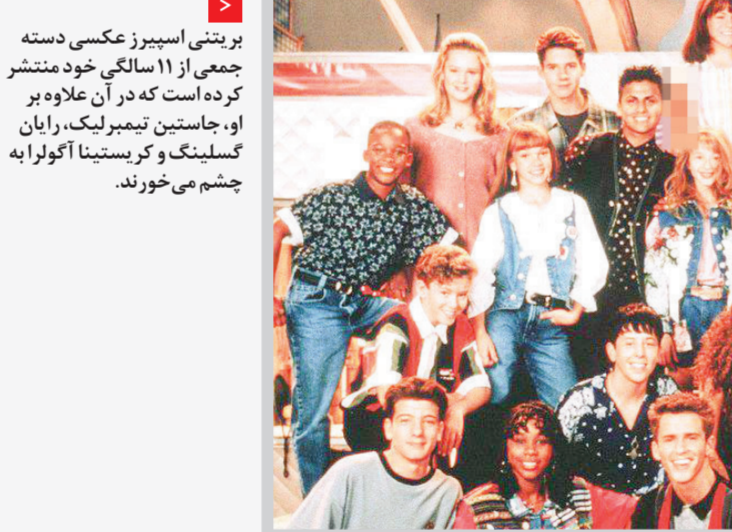 بریتنی اسپیرز عکسی دسته
جمعی از ۱۱ سالگی خود منتشر
کرده است که در آن علاوه بر
او، جاستین تیمبرلیک، رایان
گسلینگ و کریستینا آگولرا به
چشم می‌خورند.